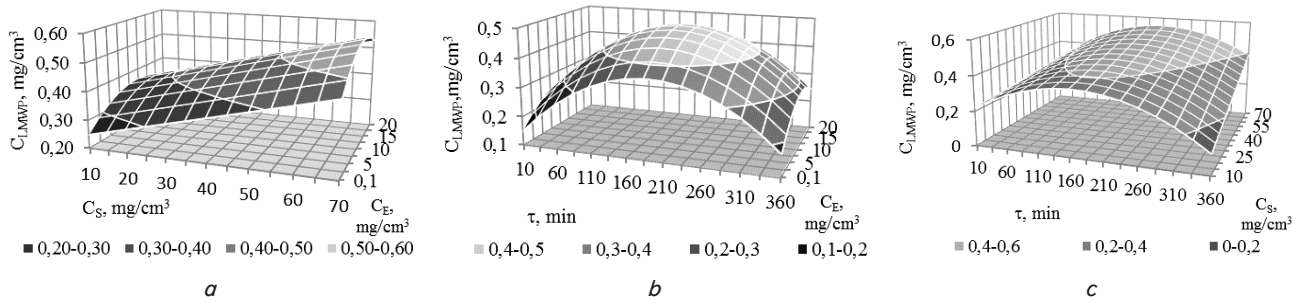 C_LMWP, mg/cm³
0,60
0,50
0,40
0,30
0,20
10
20
30
40
50
60
70
C_S, mg/cm³
20
15
10
5
0,1
C_E,
mg/cm³
0,20-0,30 0,30-0,40 0,40-0,50 0,50-0,60
a
C_LMWP,mg/cm³
0,5
0,4
0,3
0,2
0,1
10
60
110
160
210
260
310
360
τ, min
20
15
10
5
0,1
C_E,
mg/cm³
0,4-0,5 0,3-0,4 0,2-0,3 0,1-0,2
b
C_LMWP, mg/cm³
0,6
0,4
0,2
0
10
60
110
160
210
260
310
360
τ, min
70
55
40
25
10
C_S,
mg/cm³
0,4-0,6 0,2-0,4 0-0,2
c